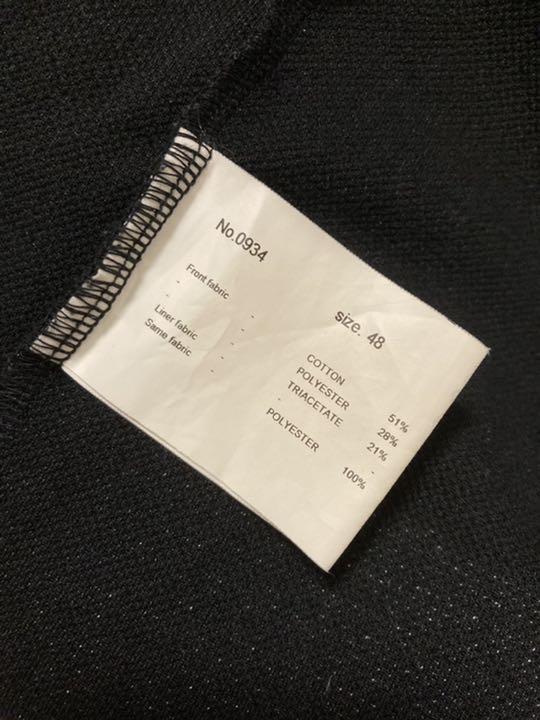 No.0934
size. 48
Front fabric - COTTON 51%
- - POLYESTER 28%
- - TRIACETATE 21%
Liner fabric - - -
Same fabric - POLYESTER 100%